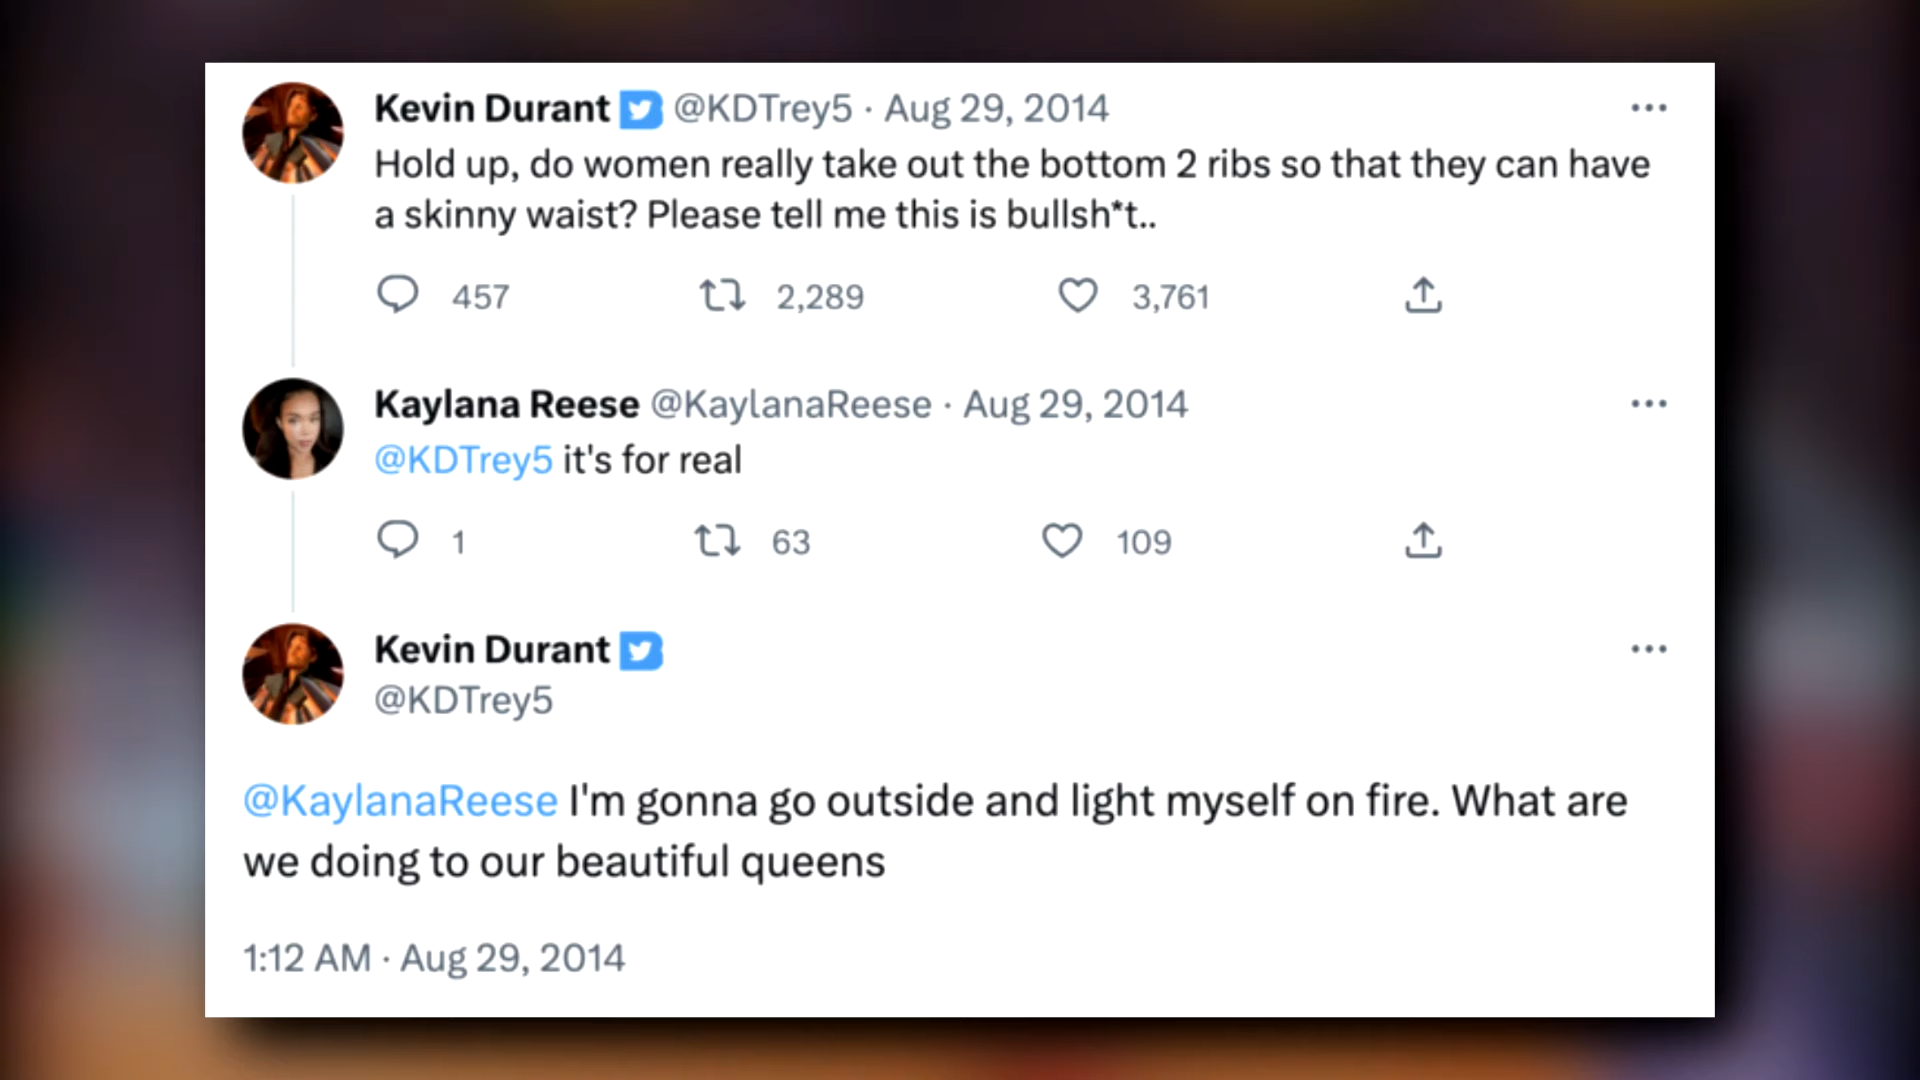 Kevin Durant @KDTrey5 · Aug 29, 2014
Hold up, do women really take out the bottom 2 ribs so that they can have
a skinny waist? Please tell me this is bullsh*t..
457 2,289 3,761
Kaylana Reese @KaylanaReese · Aug 29, 2014
@KDTrey5 it's for real
1 63 109
Kevin Durant
@KDTrey5
@KaylanaReese I'm gonna go outside and light myself on fire. What are
we doing to our beautiful queens
1:12 AM · Aug 29, 2014